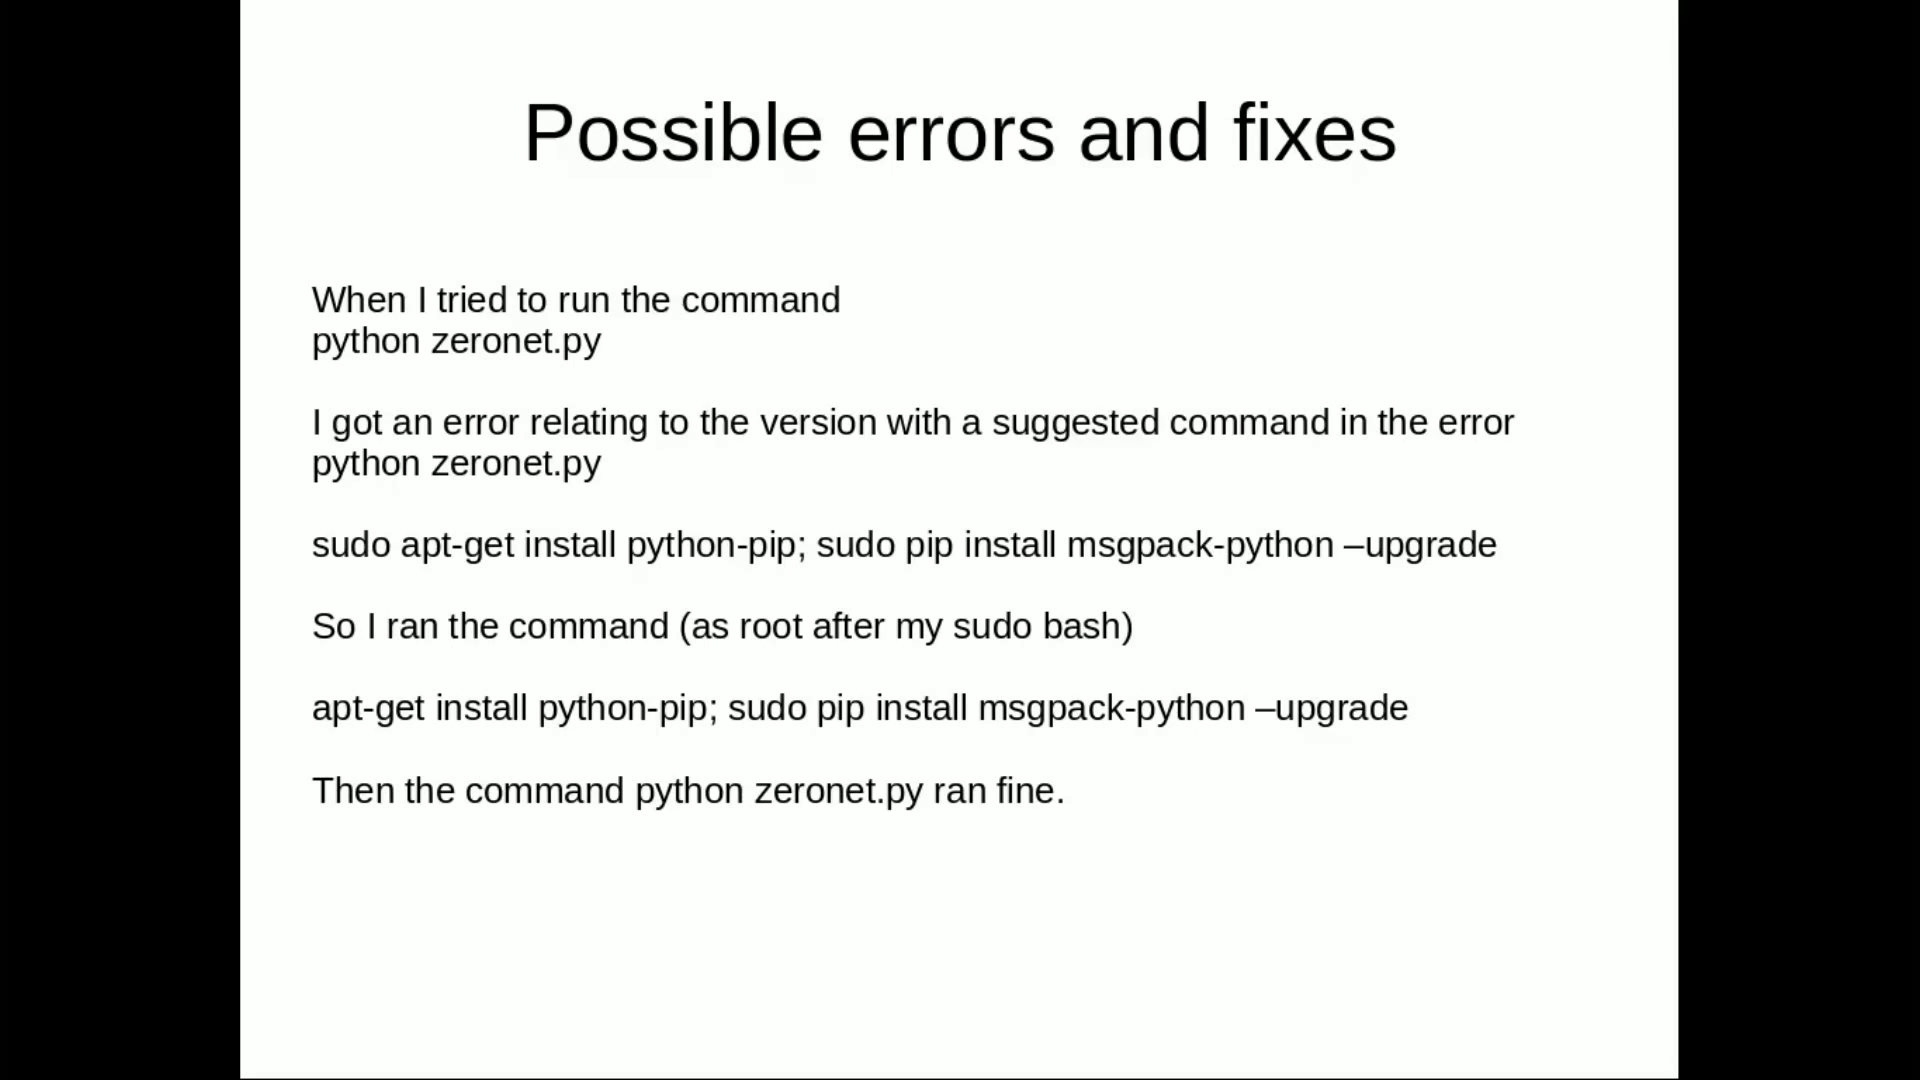 Possible errors and fixes
When I tried to run the command
python zeronet.py
I got an error relating to the version with a suggested command in the error
python zeronet.py
sudo apt-get install python-pip; sudo pip install msgpack-python –upgrade
So I ran the command (as root after my sudo bash)
apt-get install python-pip; sudo pip install msgpack-python –upgrade
Then the command python zeronet.py ran fine.